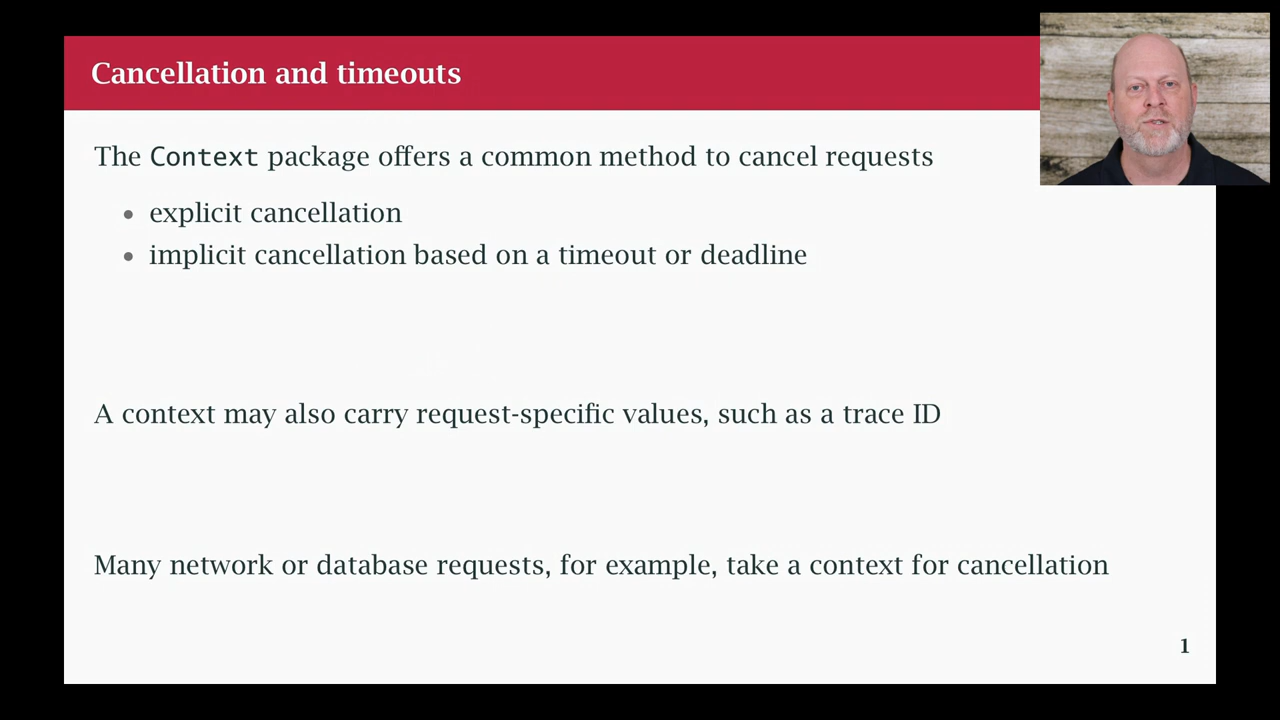 Cancellation and timeouts
The Context package offers a common method to cancel requests
• explicit cancellation
• implicit cancellation based on a timeout or deadline
A context may also carry request-specific values, such as a trace ID
Many network or database requests, for example, take a context for cancellation
1